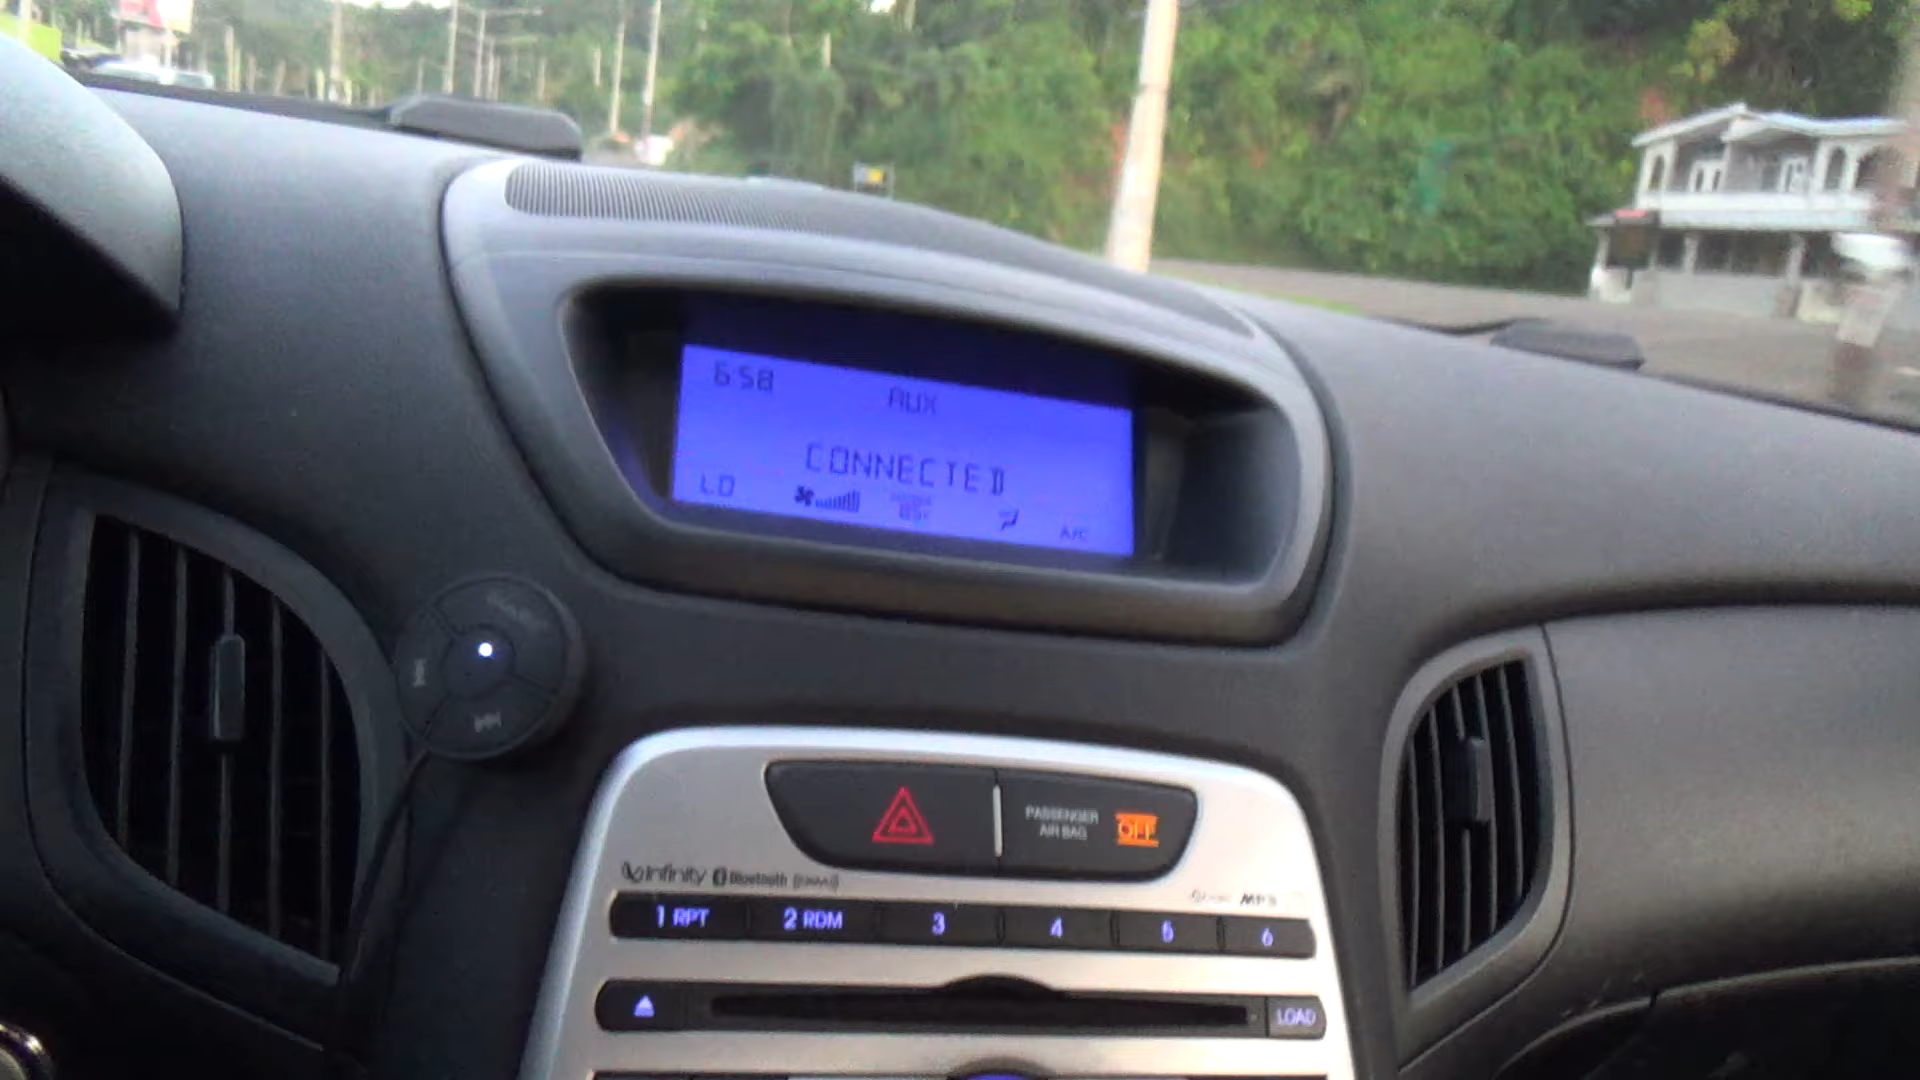 6:58
AUX
CONNECTED
LO
A/C
PASSENGER
AIR BAG
OFF
Infinity Bluetooth
MP3
1 RPT
2 RDM
3
4
5
6
LOAD